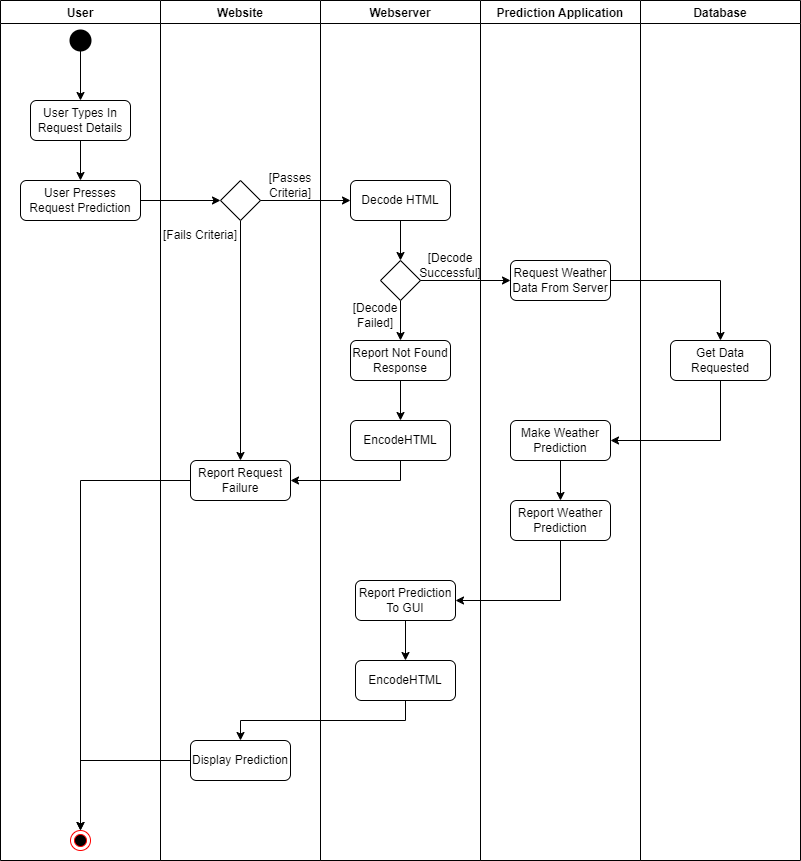 User
Website
Webserver
Prediction Application
Database
User Types In
Request Details
User Presses
Request Prediction
[Passes
Criteria]
Decode HTML
[Fails Criteria]
[Decode
Successful]
Request Weather
Data From Server
[Decode
Failed]
Report Not Found
Response
Get Data
Requested
EncodeHTML
Make Weather
Prediction
Report Request
Failure
Report Weather
Prediction
Report Prediction
To GUI
EncodeHTML
Display Prediction